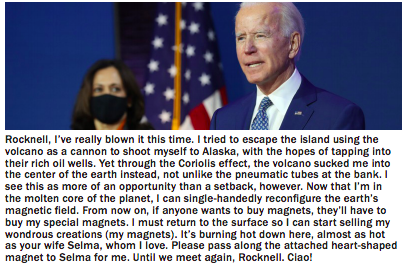 Rocknell, I've really blown it this time. I tried to escape the island using the
volcano as a cannon to shoot myself to Alaska, with the hopes of tapping into
their rich oil wells. Yet through the Coriolis effect, the volcano sucked me into
the center of the earth instead, not unlike the pneumatic tubes at the bank. I
see this as more of an opportunity than a setback, however. Now that I'm in
the molten core of the planet, I can single-handedly reconfigure the earth's
magnetic field. From now on, if anyone wants to buy magnets, they'll have to
buy my special magnets. I must return to the surface so I can start selling my
wondrous creations (my magnets). It's burning hot down here, almost as hot
as your wife Selma, whom I love. Please pass along the attached heart-shaped
magnet to Selma for me. Until we meet again, Rocknell. Ciao!